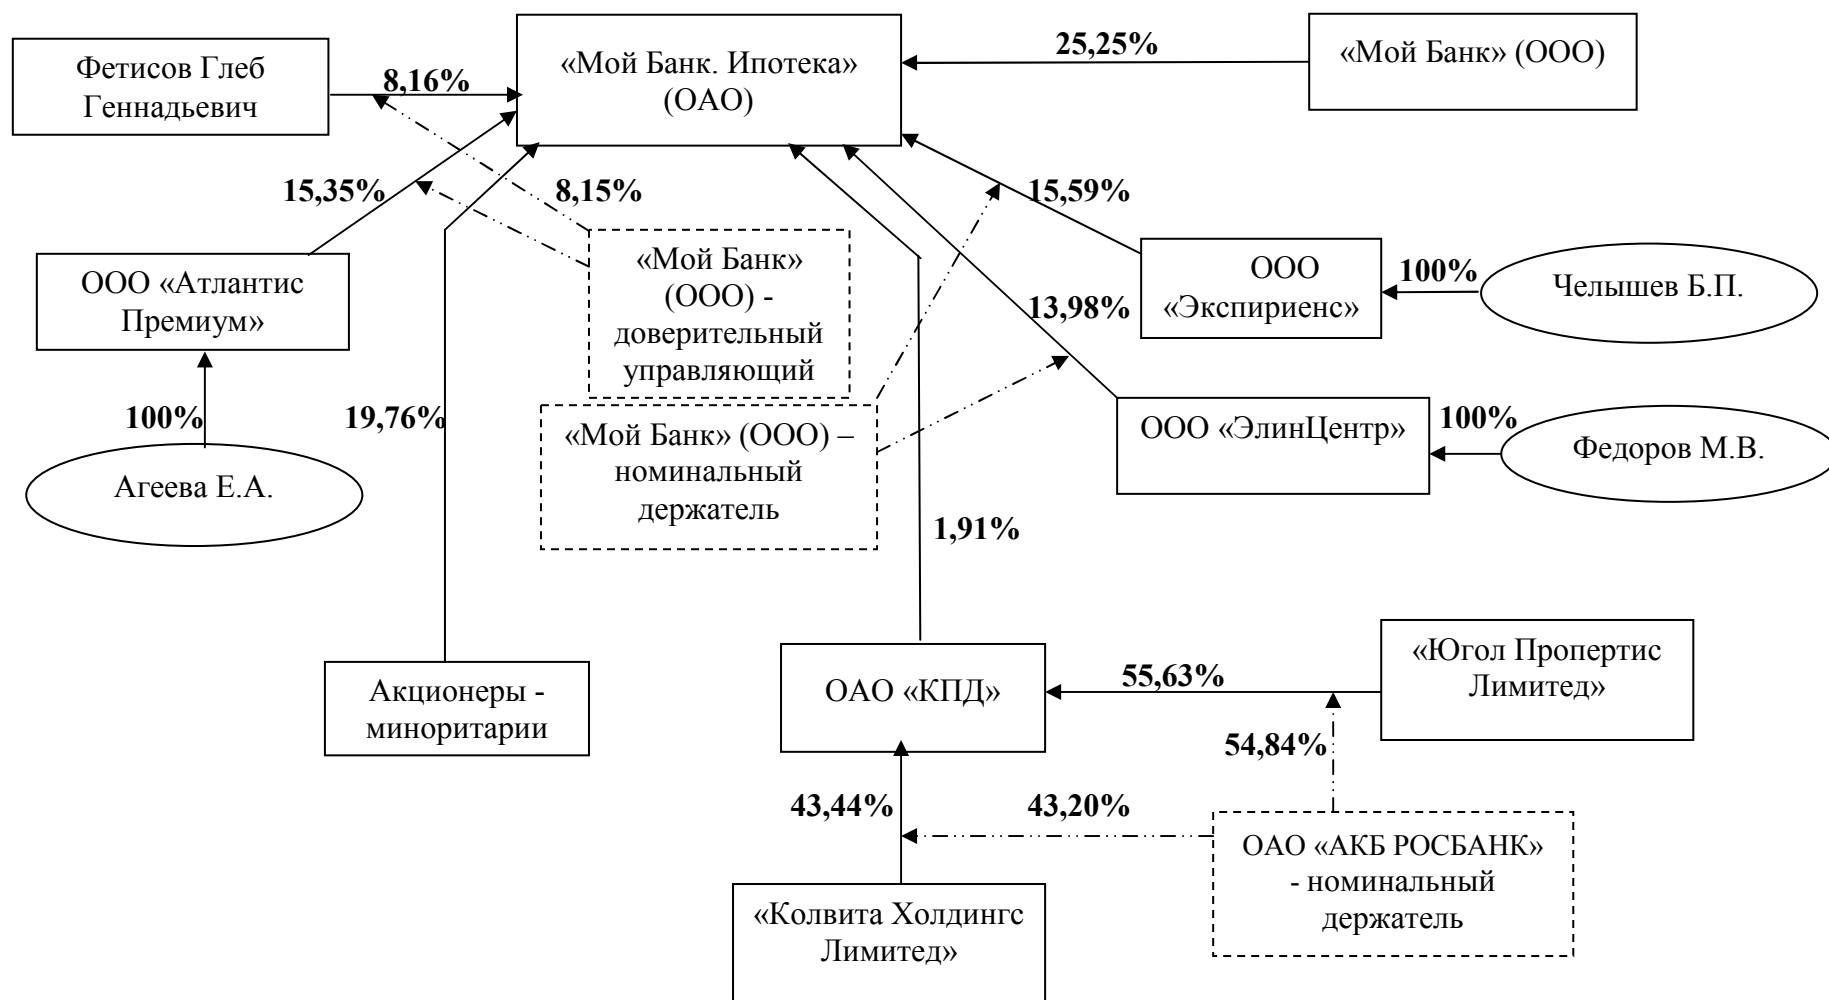 Фетисов Глеб
Геннадьевич
8,16%
«Мой Банк. Ипотека»
(ОАО)
25,25%
«Мой Банк» (ООО)
15,35%
8,15%
15,59%
ООО «Атлантис
Премиум»
«Мой Банк»
(ООО) -
доверительный
управляющий
ООО
«Экспириенс»
100%
Челышев Б.П.
13,98%
100%
Агеева Е.А.
19,76%
«Мой Банк» (ООО) –
номинальный
держатель
ООО «ЭлинЦентр»
100%
Федоров М.В.
1,91%
Акционеры -
миноритарии
ОАО «КПД»
55,63%
«Югол Пропертис
Лимитед»
54,84%
43,44%
43,20%
ОАО «АКБ РОСБАНК»
- номинальный
держатель
«Колвита Холдингс
Лимитед»